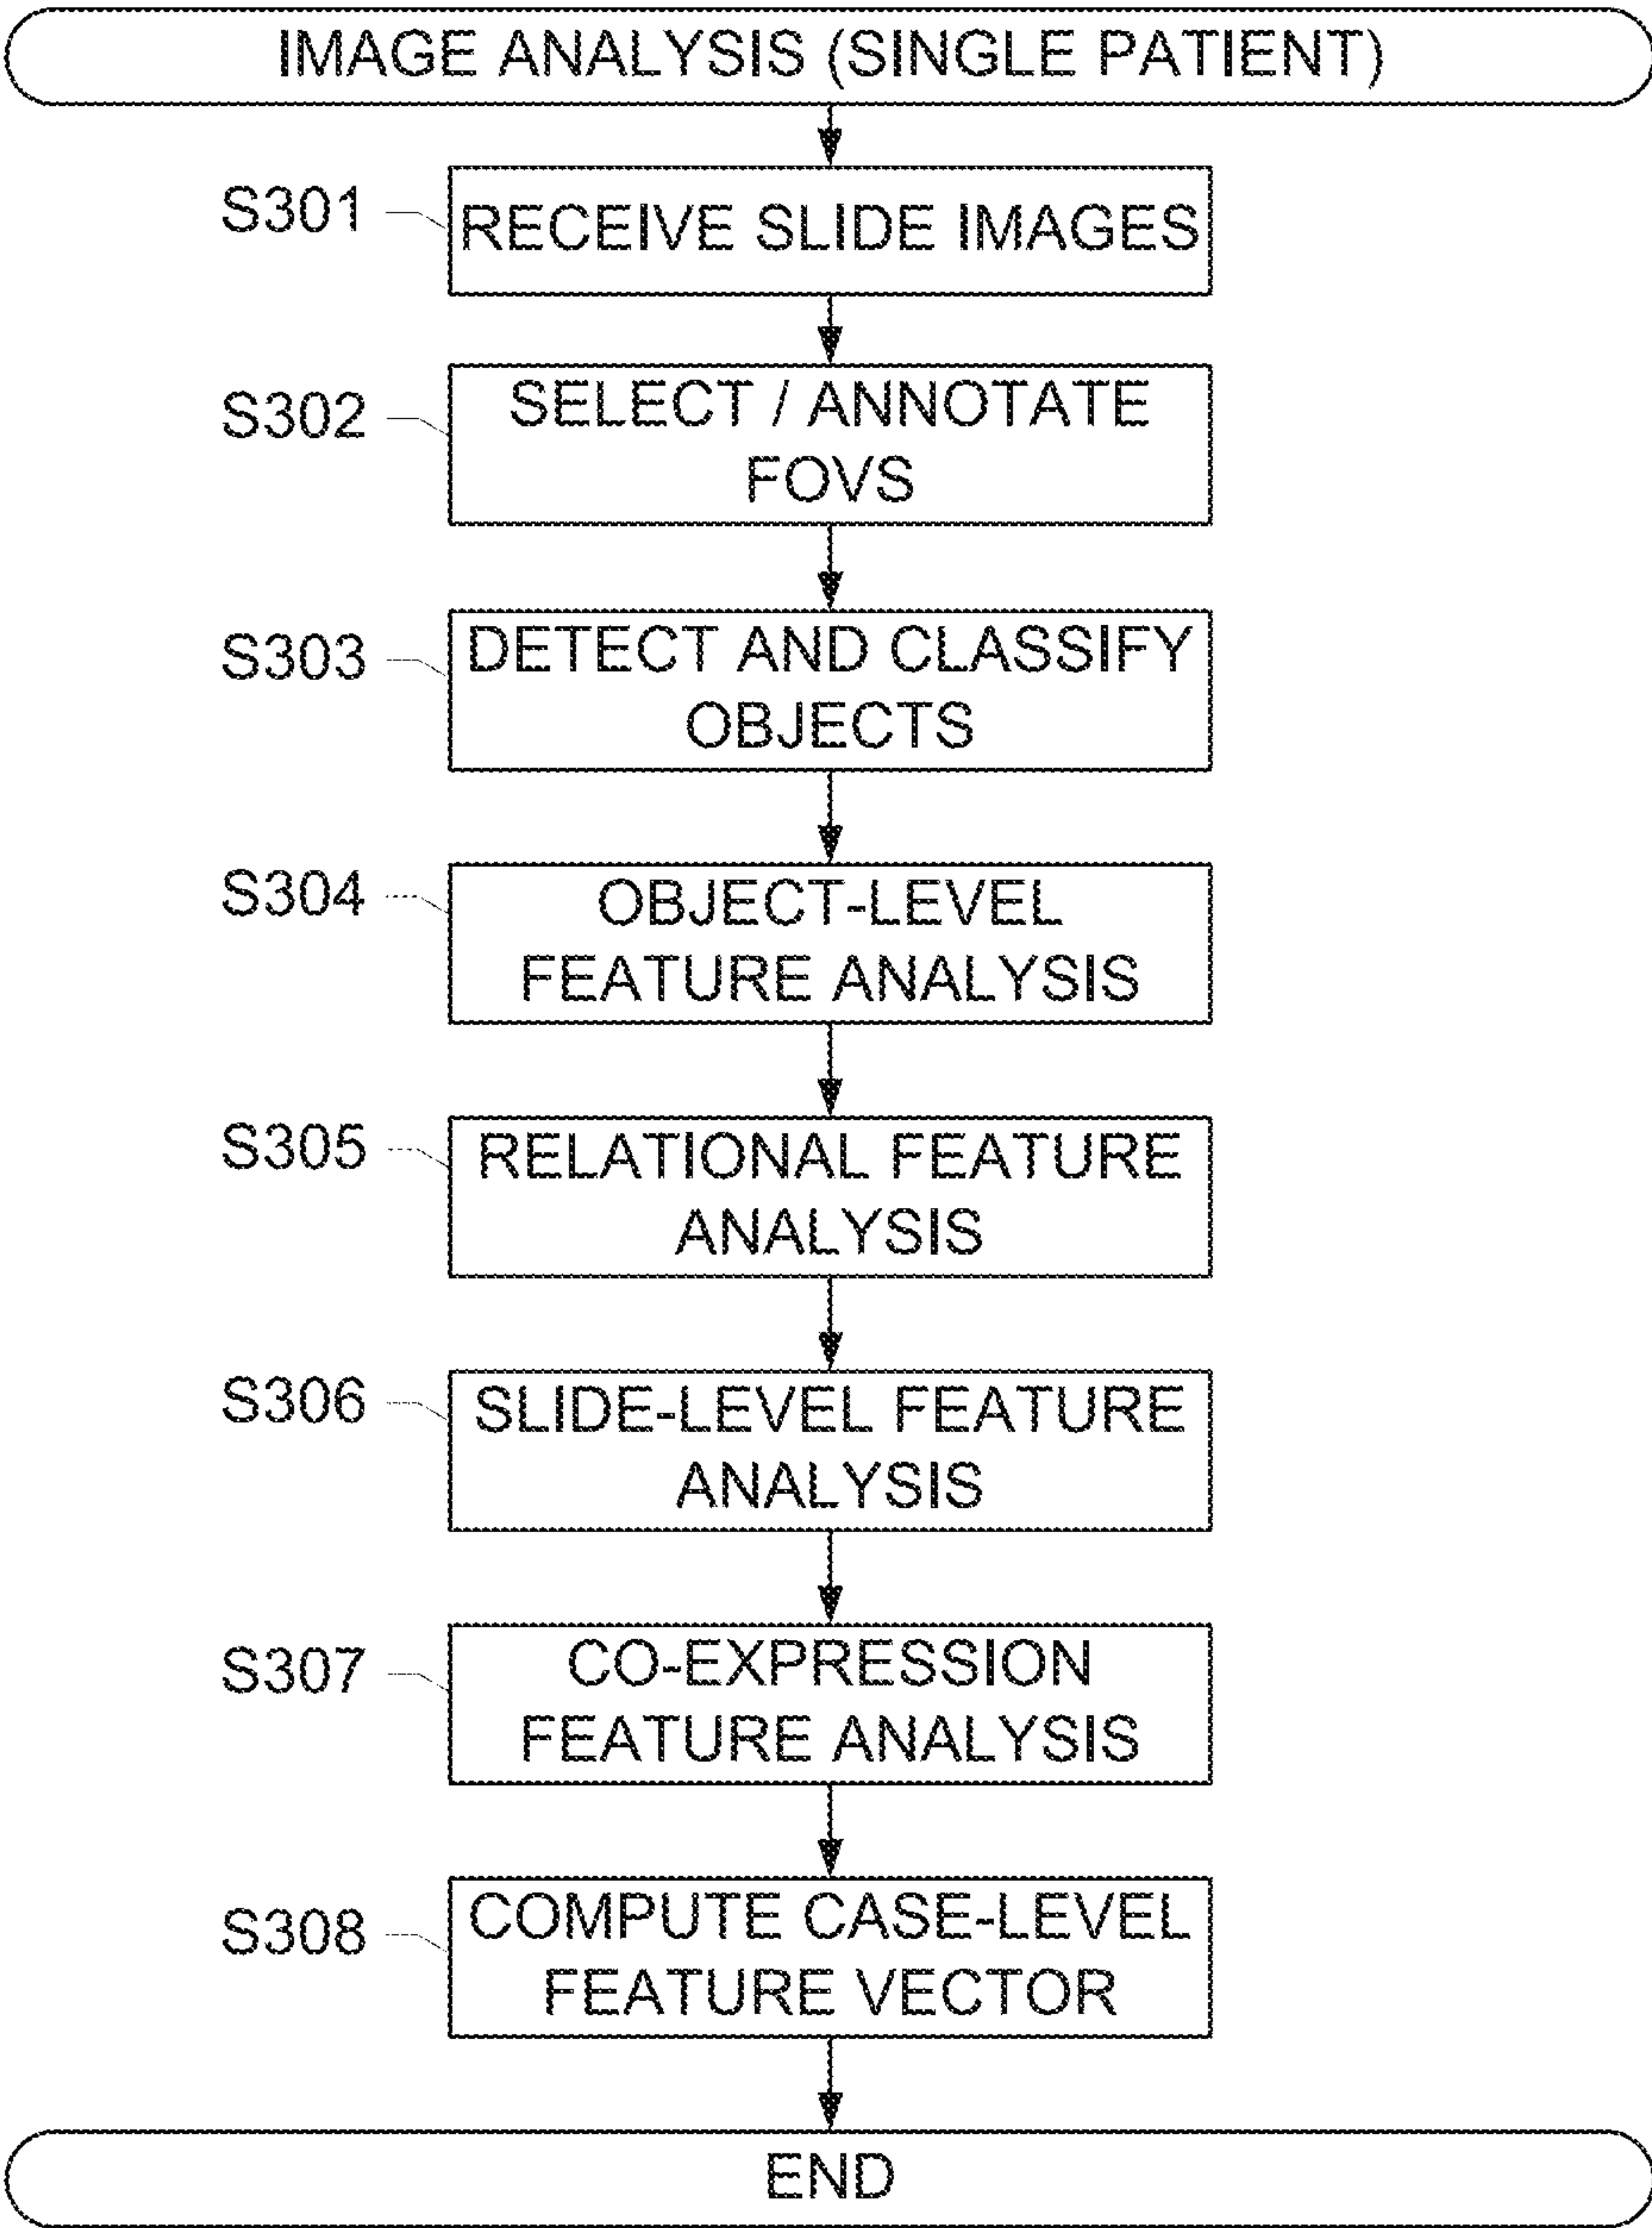 IMAGE ANALYSIS (SINGLE PATIENT)
S301
RECEIVE SLIDE IMAGES
S302
SELECT / ANNOTATE
FOVS
S303
DETECT AND CLASSIFY
OBJECTS
S304
OBJECT-LEVEL
FEATURE ANALYSIS
S305
RELATIONAL FEATURE
ANALYSIS
S306
SLIDE-LEVEL FEATURE
ANALYSIS
S307
CO-EXPRESSION
FEATURE ANALYSIS
S308
COMPUTE CASE-LEVEL
FEATURE VECTOR
END